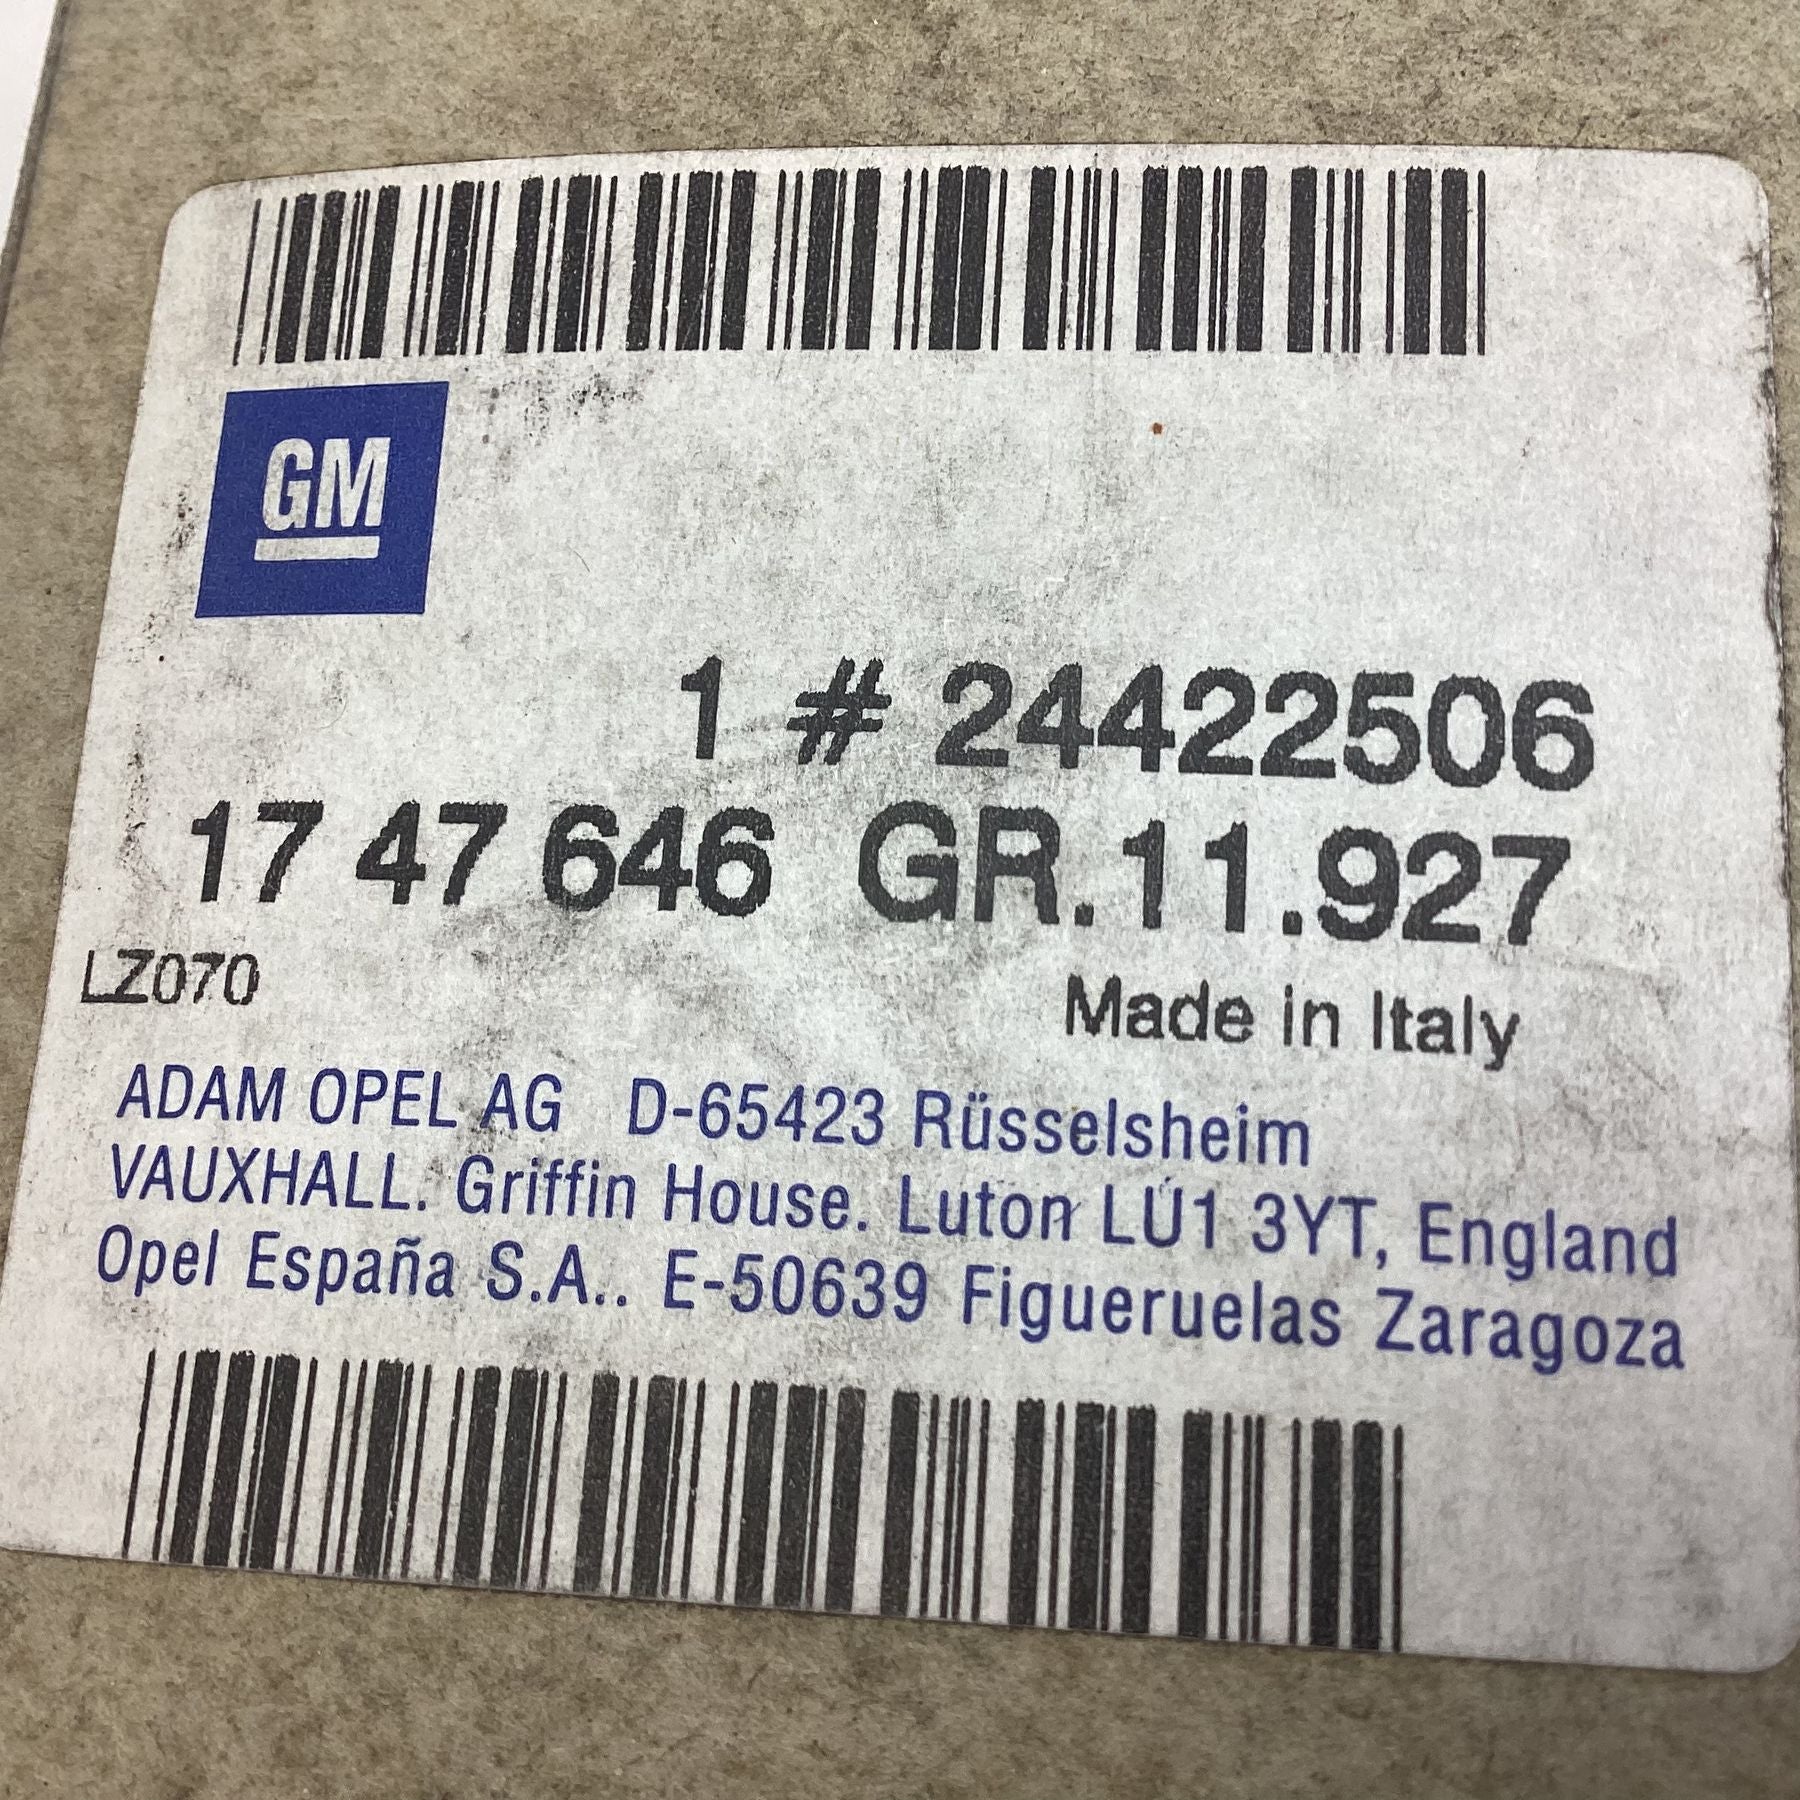 GM
1 # 24422506
17 47 646 GR.11.927
LZ070
Made in Italy
ADAM OPEL AG D-65423 Rüsselsheim
VAUXHALL. Griffin House. Luton LU1 3YT, England
Opel España S.A.. E-50639 Figueruelas Zaragoza